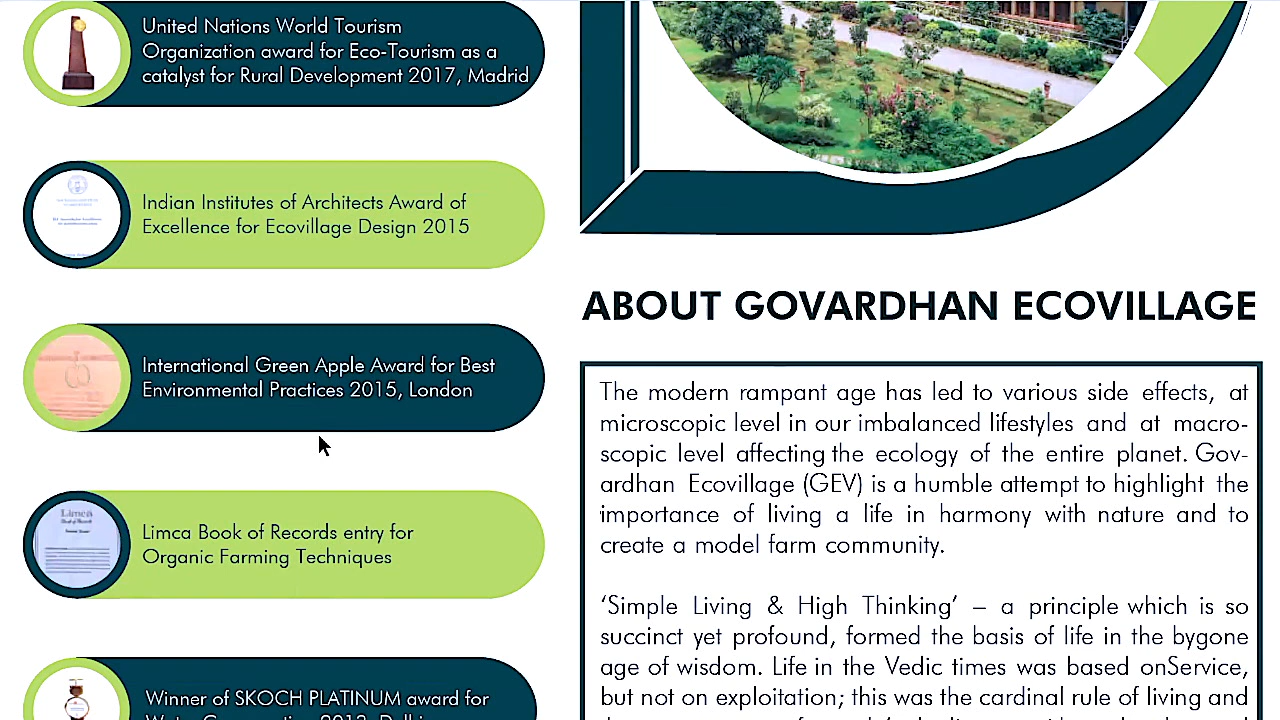 United Nations World Tourism
Organization award for Eco-Tourism as a
catalyst for Rural Development 2017, Madrid
Indian Institutes of Architects Award of
Excellence for Ecovillage Design 2015
International Green Apple Award for Best
Environmental Practices 2015, London
Limca
Book of Records
Limca Book of Records entry for
Organic Farming Techniques
Winner of SKOCH PLATINUM award for
ABOUT GOVARDHAN ECOVILLAGE
The modern rampant age has led to various side effects, at
microscopic level in our imbalanced lifestyles and at macro-
scopic level affecting the ecology of the entire planet. Gov-
ardhan Ecovillage (GEV) is a humble attempt to highlight the
importance of living a life in harmony with nature and to
create a model farm community.
‘Simple Living & High Thinking’ – a principle which is so
succinct yet profound, formed the basis of life in the bygone
age of wisdom. Life in the Vedic times was based onService,
but not on exploitation; this was the cardinal rule of living and